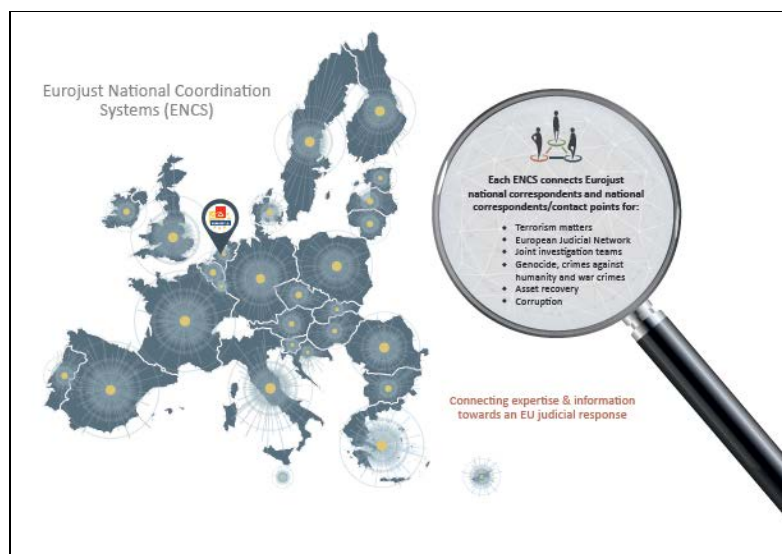 Eurojust National Coordination
Systems (ENCS)
Each ENCS connects Eurojust
national correspondents and national
correspondents/contact points for:
Terrorism matters
European Judicial Network
Joint investigation teams
Genocide, crimes against
humanity and war crimes
Asset recovery
Corruption
Connecting expertise & information
towards an EU judicial response